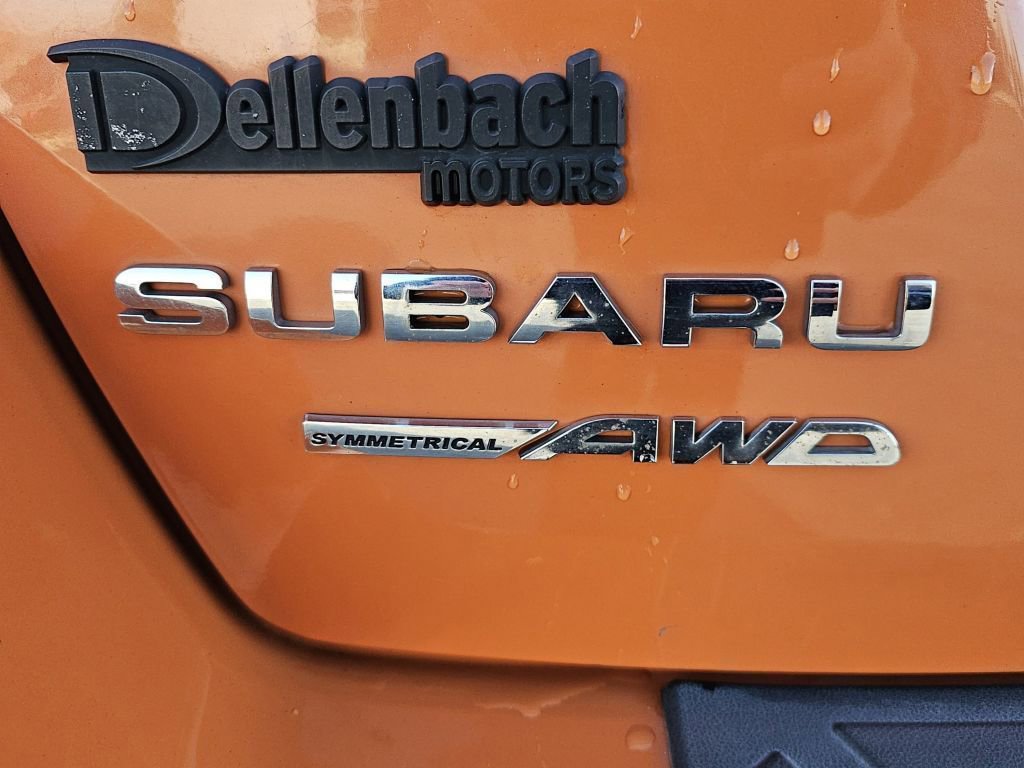 Dellenbach
MOTORS
SUBARU
SYMMETRICAL AWD